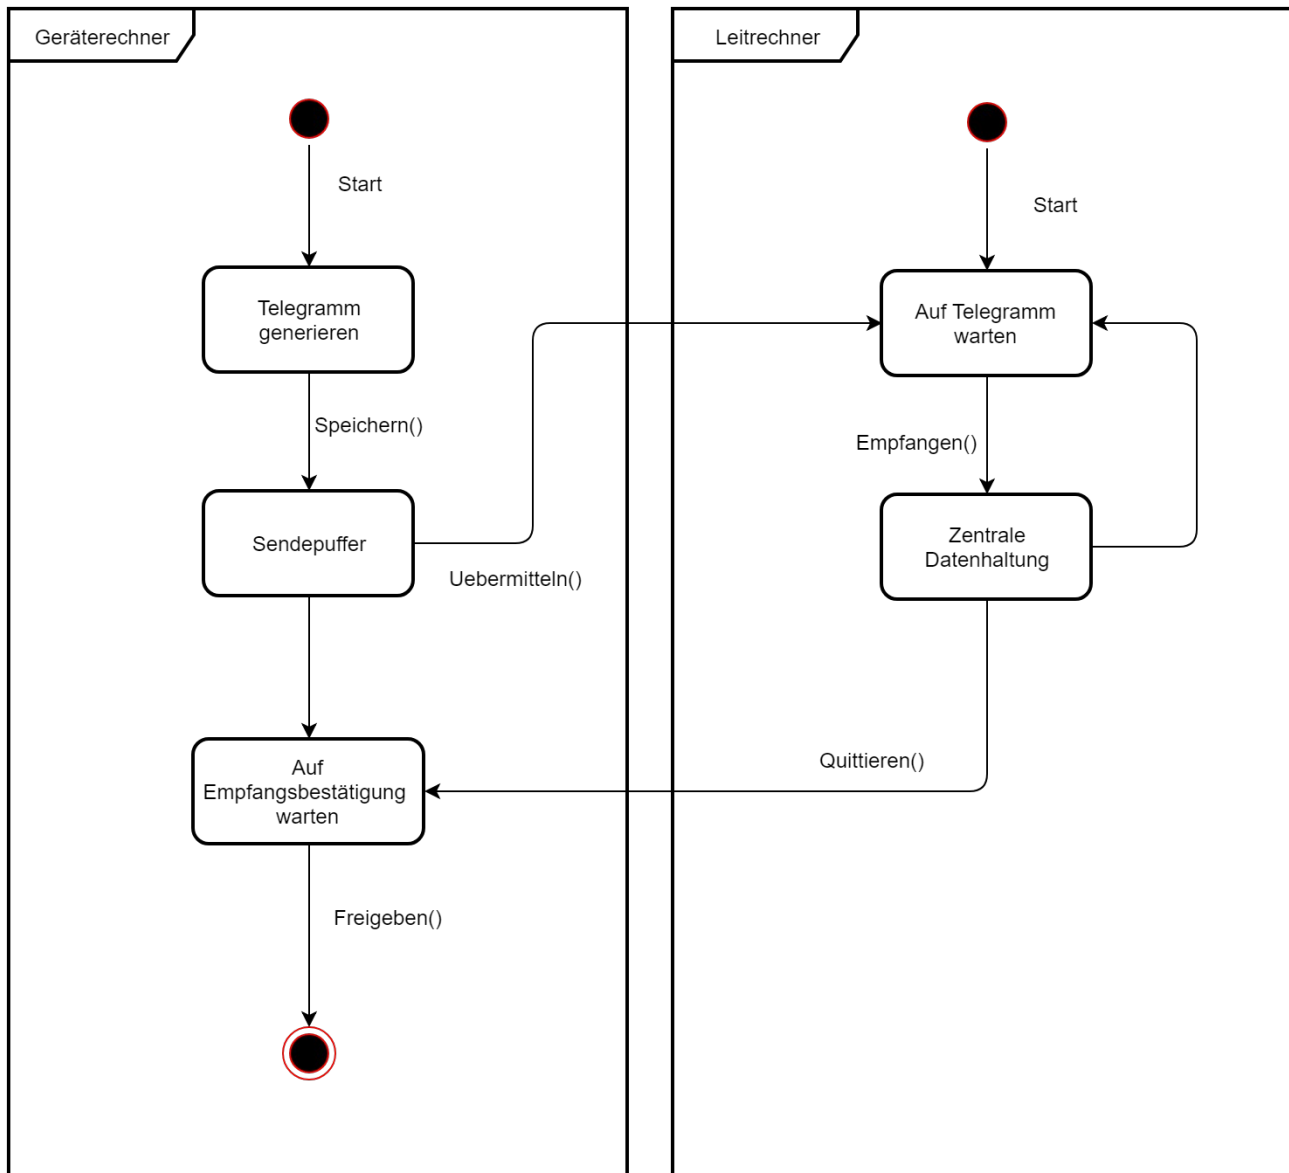 Geräterechner
Start
Telegramm
generieren
Speichern()
Sendepuffer
Uebermitteln()
Auf
Empfangsbestätigung
warten
Freigeben()
Leitrechner
Start
Auf Telegramm
warten
Empfangen()
Zentrale
Datenhaltung
Quittieren()